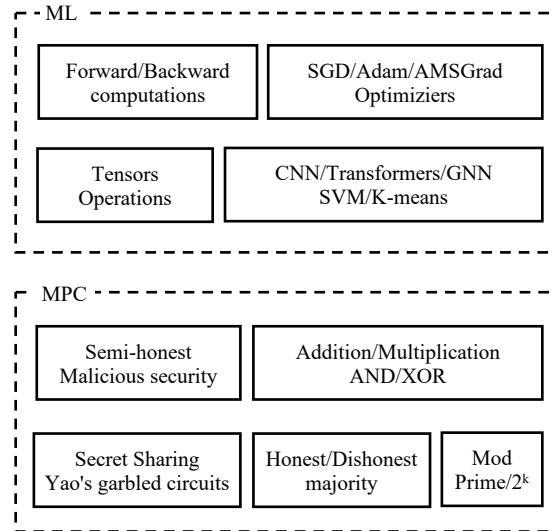 ML
Forward/Backward
computations
SGD/Adam/AMSGrad
Optimiziers
Tensors
Operations
CNN/Transformers/GNN
SVM/K-means
MPC
Semi-honest
Malicious security
Addition/Multiplication
AND/XOR
Secret Sharing
Yao's garbled circuits
Honest/Dishonest
majority
Mod
Prime/2ᵏ